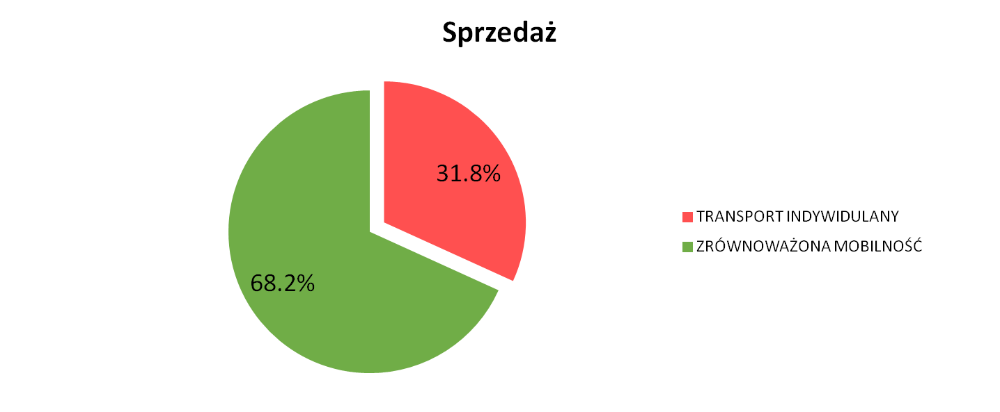 Sprzedaż
31.8%
68.2%
TRANSPORT INDYWIDULANY
ZRÓWNOWAŻONA MOBILNOŚĆ